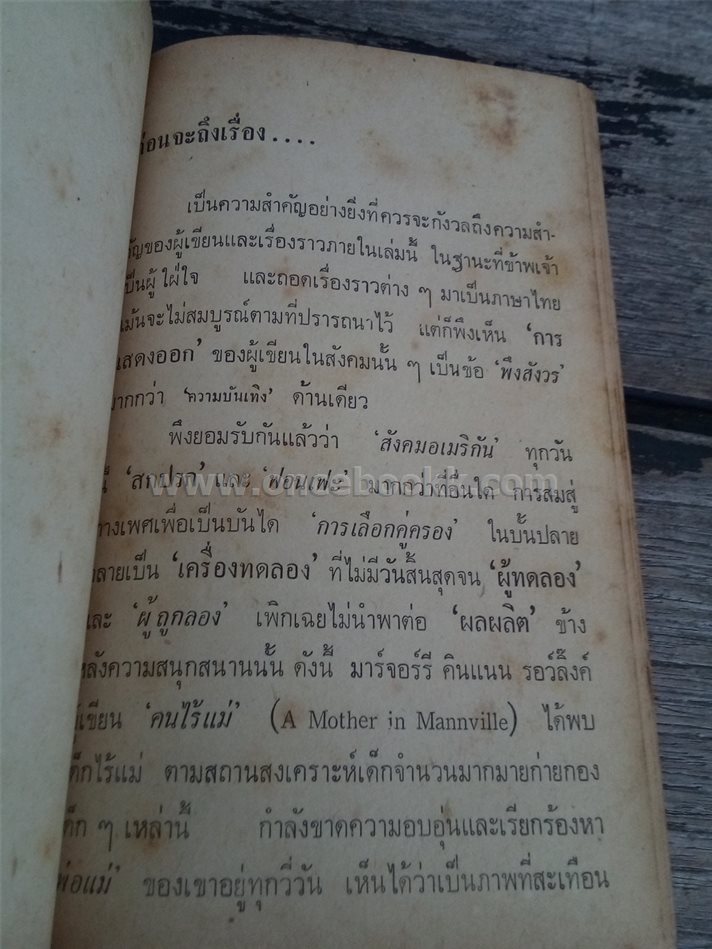 ก่อนจะถึงเรื่อง....
เป็นความสำคัญอย่างยิ่งที่ควรจะกังวลถึงความสำ-
คัญของผู้เขียนและเรื่องราวภายในเล่มนี้ ในฐานะที่ข้าพเจ้า
เป็นผู้ใฝ่ใจ และถอดเรื่องราวต่าง ๆ มาเป็นภาษาไทย
แม้นจะไม่สมบูรณ์ตามที่ปรารถนาไว้ แต่ก็พึงเห็น ‘การ
แสดงออก’ ของผู้เขียนในสังคมนั้น ๆ เป็นข้อ ‘พึงสังวร’
มากกว่า ‘ความบันเทิง’ ด้านเดียว
พึงยอมรับกันแล้วว่า ‘สังคมอเมริกัน’ ทุกวัน
นี้ ‘สกปรก’ และ ‘ฟอนเฟะ’ มากกว่าที่อื่นใด การสมสู่
ทางเพศเพื่อเป็นบันได ‘การเลือกคู่ครอง’ ในบั้นปลาย
กลายเป็น ‘เครื่องทดลอง’ ที่ไม่มีวันสิ้นสุดจน ‘ผู้ทดลอง’
และ ‘ผู้ถูกลอง’ เพิกเฉยไม่นำพาต่อ ‘ผลผลิต’ ข้าง
หลังความสนุกสนานนั้น ดังนี้ มาร์จอร์รี คินแนน รอว์ลิ๊งค์
ผู้เขียน ‘คนไร้แม่’ (A Mother in Mannville) ได้พบ
เด็กไร้แม่ ตามสถานสงเคราะห์เด็กจำนวนมากมายก่ายกอง
เด็ก ๆ เหล่านี้ กำลังขาดความอบอุ่นและเรียกร้องหา
‘พ่อแม่’ ของเขาอยู่ทุกวี่วัน เห็นได้ว่าเป็นภาพที่สะเทือน
www.oncebookk.com